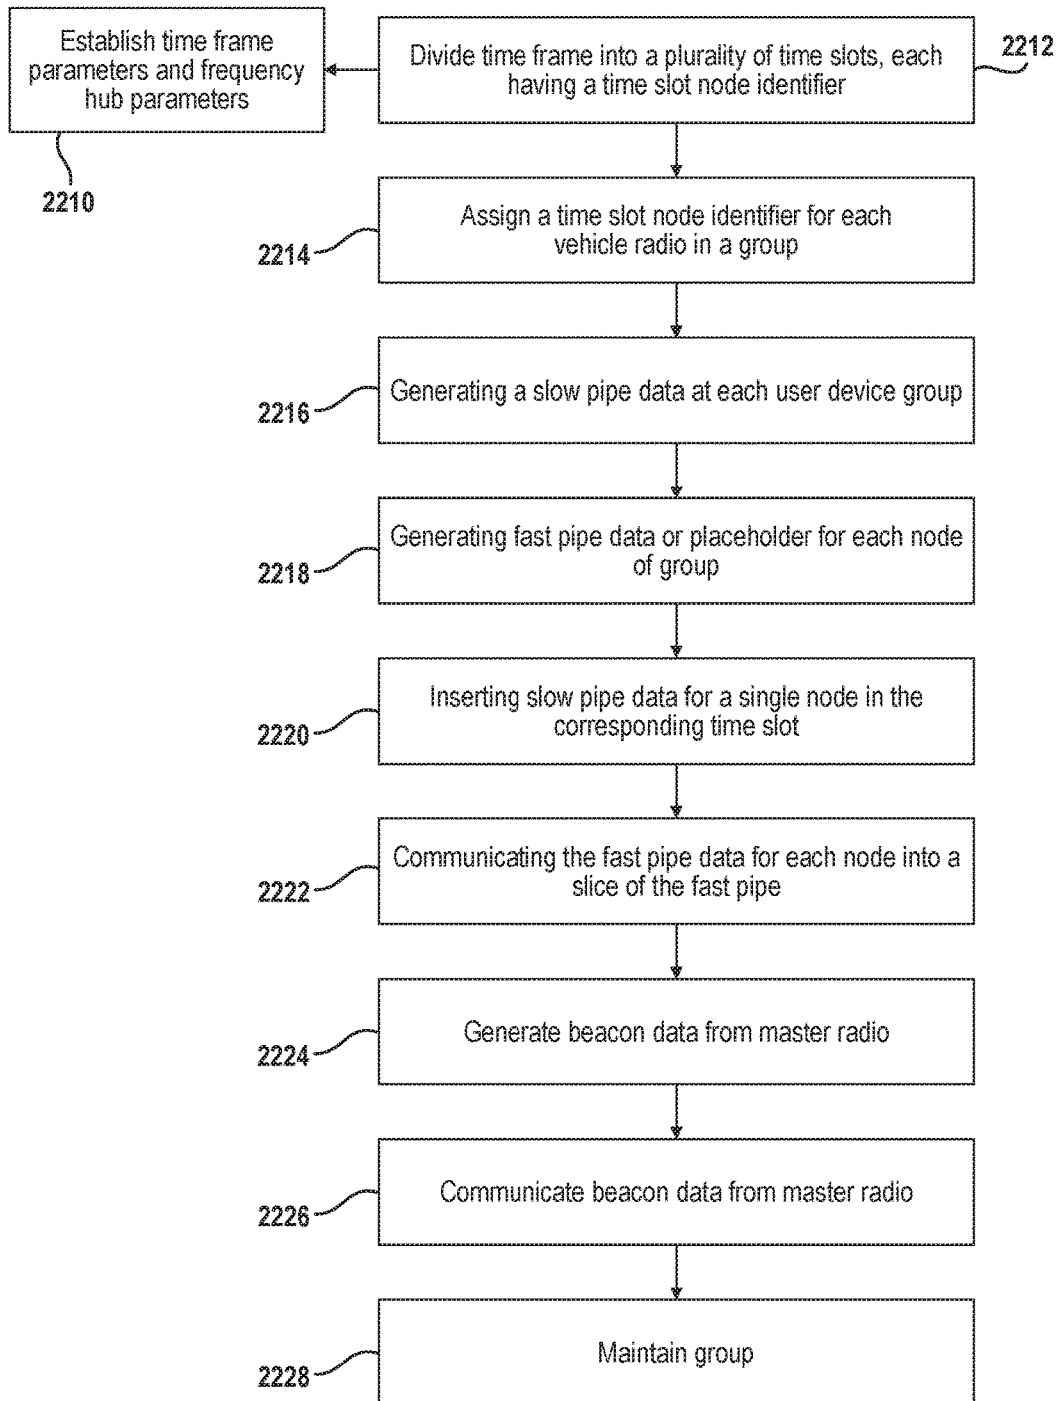 Establish time frame
parameters and frequency
hub parameters
2210
Divide time frame into a plurality of time slots, each
having a time slot node identifier
2212
Assign a time slot node identifier for each
vehicle radio in a group
2214
Generating a slow pipe data at each user device group
2216
Generating fast pipe data or placeholder for each node
of group
2218
Inserting slow pipe data for a single node in the
corresponding time slot
2220
Communicating the fast pipe data for each node into a
slice of the fast pipe
2222
Generate beacon data from master radio
2224
Communicate beacon data from master radio
2226
Maintain group
2228